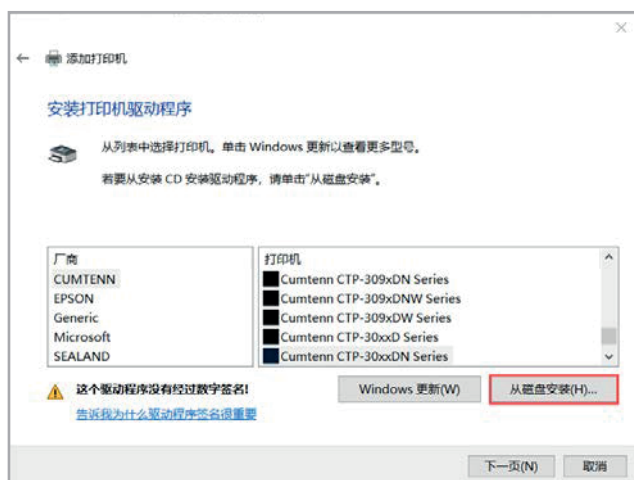 添加打印机
安装打印机驱动程序
从列表中选择打印机。单击 Windows 更新以查看更多型号。
若要从安装 CD 安装驱动程序，请单击“从磁盘安装”。
厂商
CUMTENN
EPSON
Generic
Microsoft
SEALAND
打印机
Cumtenn CTP-309xDN Series
Cumtenn CTP-309xDNW Series
Cumtenn CTP-309xDW Series
Cumtenn CTP-30xxD Series
Cumtenn CTP-30xxDN Series
这个驱动程序没有经过数字签名!
告诉我为什么驱动程序签名很重要
Windows 更新(W)
从磁盘安装(H)...
下一页(N)
取消